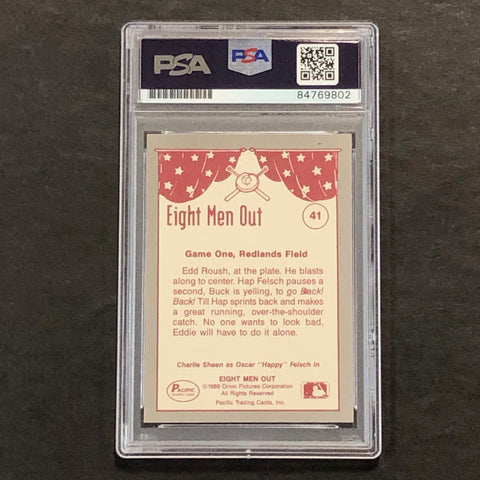 PSA
PSA
84769802
Eight Men Out
41
Game One, Redlands Field
Edd Roush, at the plate. He blasts
along to center. Hap Felsch pauses a
second, Buck is yelling, to go Back!
Back! Till Hap sprints back and makes
a great running, over-the-shoulder
catch. No one wants to look bad,
Eddie will have to do it alone.
Charlie Sheen as Oscar "Happy" Felsch in
EIGHT MEN OUT
©1988 Orion Pictures Corporation
All Rights Reserved
Pacific Trading Cards, Inc.
PACIFIC
TRADING CARDS